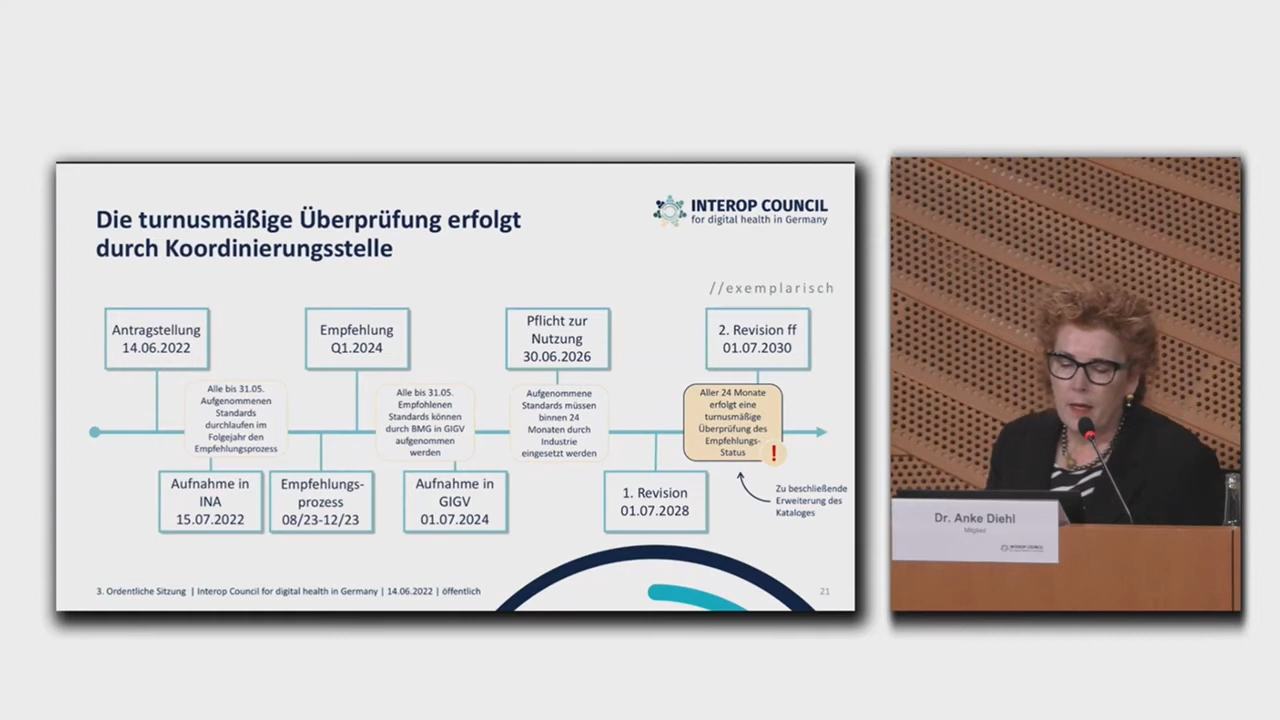 Die turnusmäßige Überprüfung erfolgt
durch Koordinierungsstelle
INTEROP COUNCIL
for digital health in Germany
//exemplarisch
Antragstellung
14.06.2022
Empfehlung
Q1.2024
Pflicht zur
Nutzung
30.06.2026
2. Revision ff
01.07.2030
Alle bis 31.05.
Aufgenommenen
Standards
durchlaufen im
Folgejahr den
Empfehlungsprozess
Alle bis 31.05.
Empfohlenen
Standards können
durch BMG in GIGV
aufgenommen
werden
Aufgenommene
Standards müssen
binnen 24
Monaten durch
Industrie
eingesetzt werden
Aller 24 Monate
erfolgt eine
turnusmäßige
Überprüfung des
Empfehlungs-
Status
!
Aufnahme in
INA
15.07.2022
Empfehlungs-
prozess
08/23-12/23
Aufnahme in
GIGV
01.07.2024
1. Revision
01.07.2028
Zu beschließende
Erweiterung des
Kataloges
3. Ordentliche Sitzung | Interop Council for digital health in Germany | 14.06.2022 | öffentlich
21
Dr. Anke Diehl
Mitglied
INTEROP COUNCIL